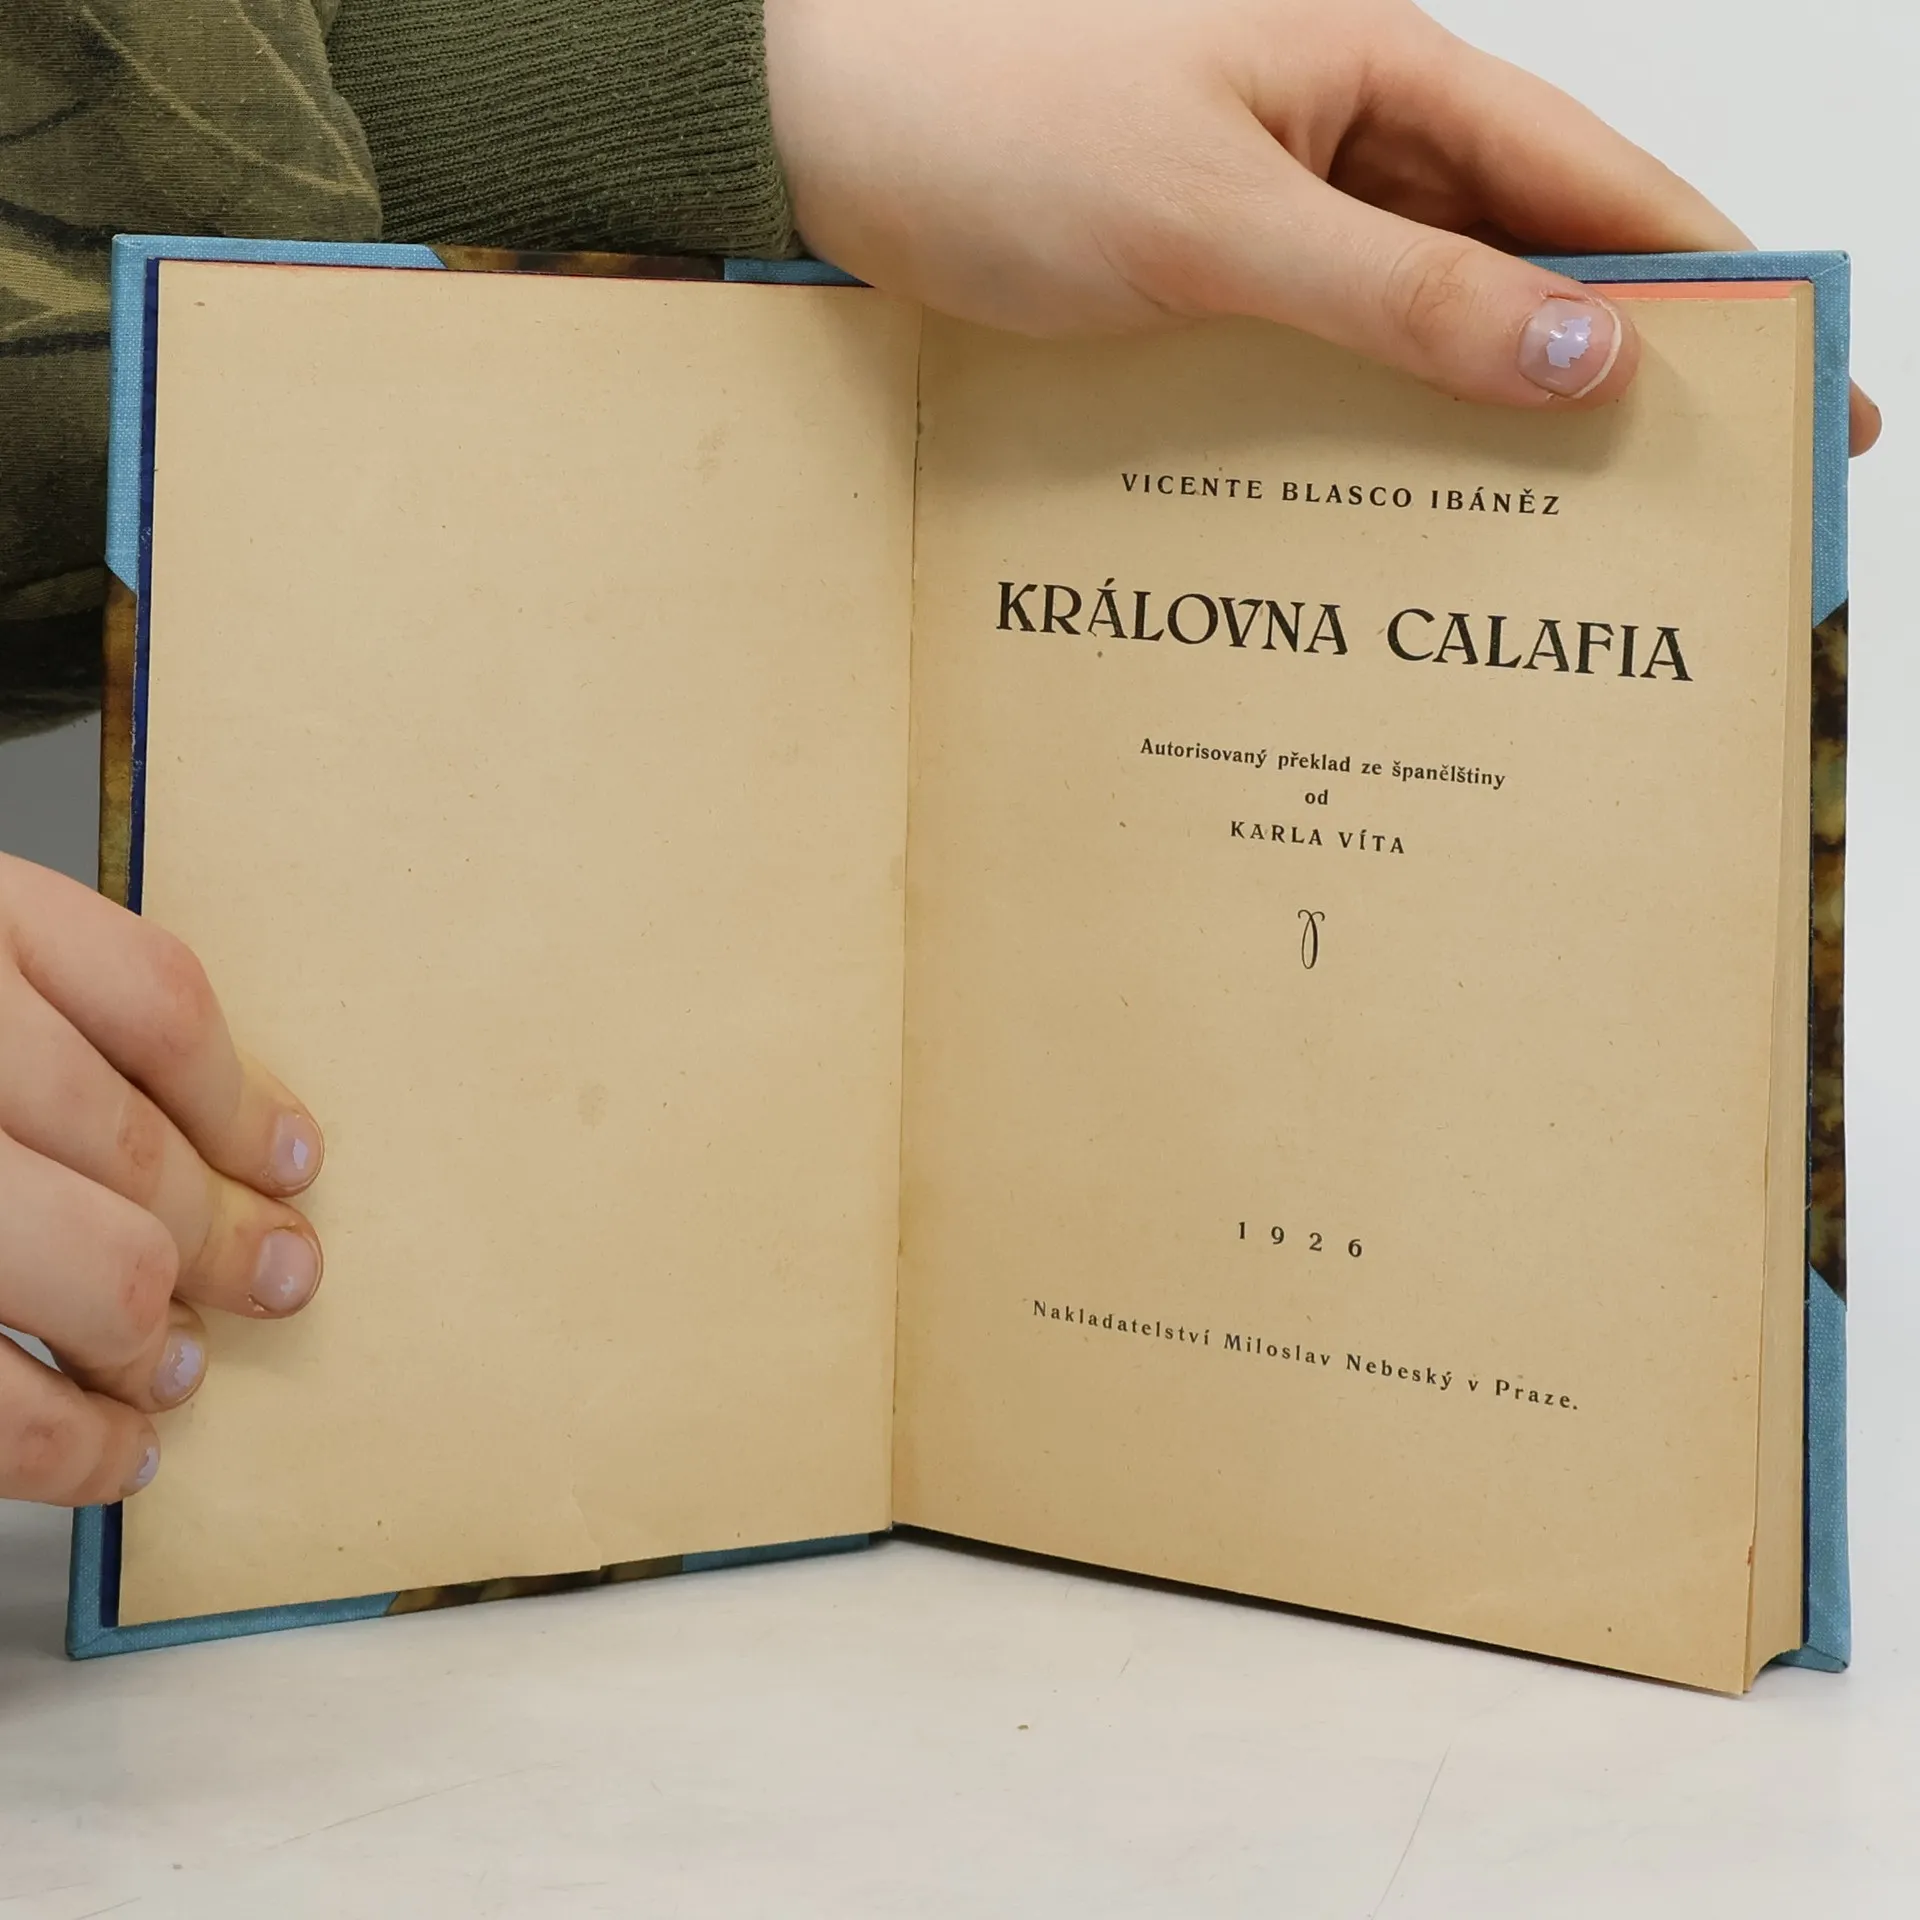 VICENTE BLASCO IBÁNĚZ
KRÁLOVNA CALAFIA
Autorisovaný překlad ze španělštiny
od
KARLA VÍTA
1926
Nakladatelství Miloslav Nebeský v Praze.